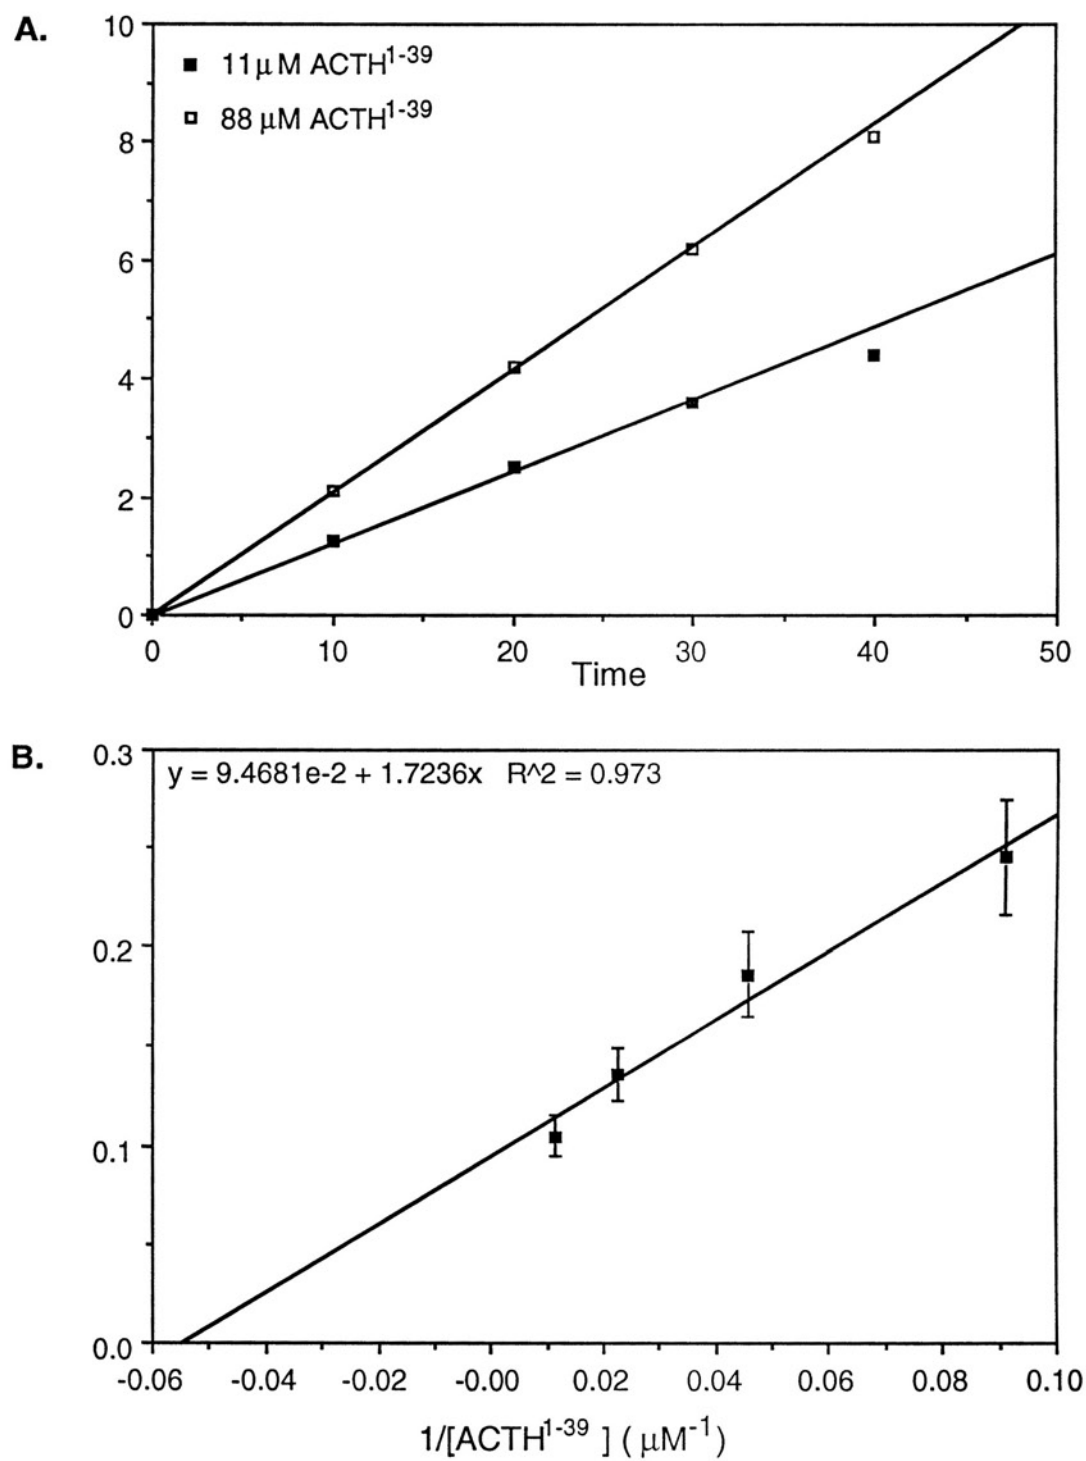 A.
10
11 μM ACTH1-39
88 μM ACTH1-39
8
6
4
2
0
0 10 20 30 40 50
Time
B.
0.3
y = 9.4681e-2 + 1.7236x R^2 = 0.973
0.2
0.1
0.0
-0.06 -0.04 -0.02 -0.00 0.02 0.04 0.06 0.08 0.10
1/[ACTH1-39 ] ( μM-1)